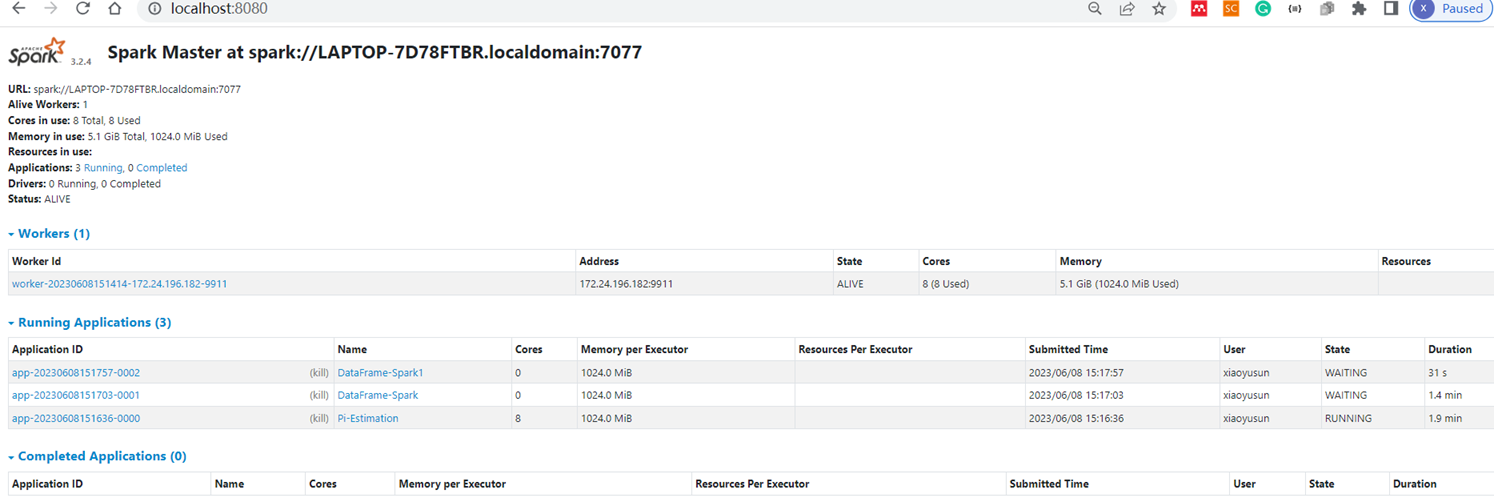 localhost:8080
SC
X Paused
APACHE Spark 3.2.4 Spark Master at spark://LAPTOP-7D78FTBR.localdomain:7077
URL: spark://LAPTOP-7D78FTBR.localdomain:7077
Alive Workers: 1
Cores in use: 8 Total, 8 Used
Memory in use: 5.1 GiB Total, 1024.0 MiB Used
Resources in use:
Applications: 3 Running, 0 Completed
Drivers: 0 Running, 0 Completed
Status: ALIVE
Workers (1)
Worker Id Address State Cores Memory Resources
worker-20230608151414-172.24.196.182-9911 172.24.196.182:9911 ALIVE 8 (8 Used) 5.1 GiB (1024.0 MiB Used)
Running Applications (3)
Application ID Name Cores Memory per Executor Resources Per Executor Submitted Time User State Duration
app-20230608151757-0002 (kill) DataFrame-Spark1 0 1024.0 MiB 2023/06/08 15:17:57 xiaoyusun WAITING 31 s
app-20230608151703-0001 (kill) DataFrame-Spark 0 1024.0 MiB 2023/06/08 15:17:03 xiaoyusun WAITING 1.4 min
app-20230608151636-0000 (kill) Pi-Estimation 8 1024.0 MiB 2023/06/08 15:16:36 xiaoyusun RUNNING 1.9 min
Completed Applications (0)
Application ID Name Cores Memory per Executor Resources Per Executor Submitted Time User State Duration